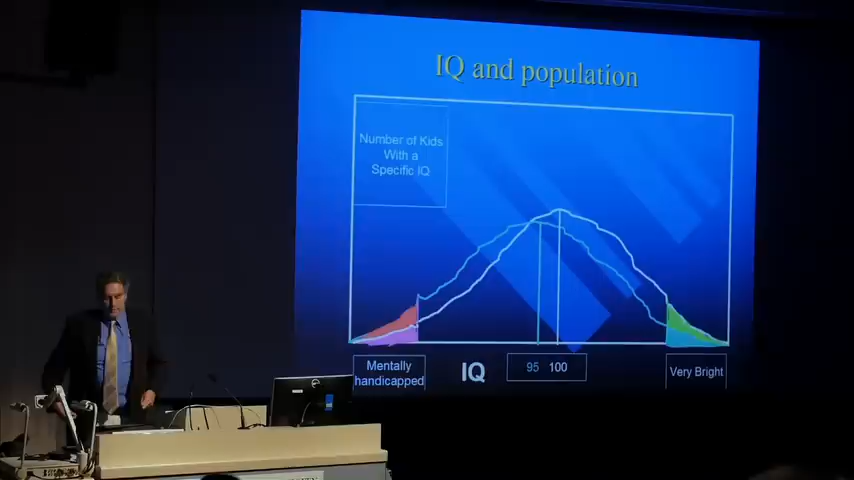 IQ and population
Number of Kids
With a
Specific IQ
Mentally
handicapped
IQ
95 100
Very Bright